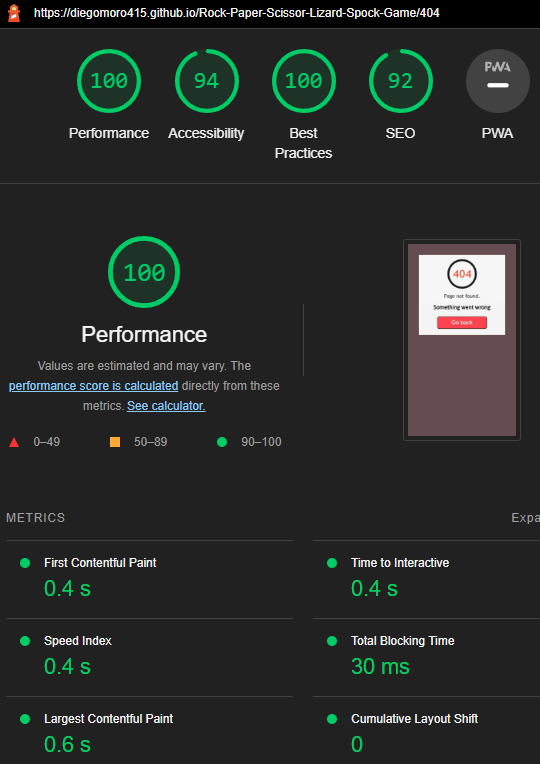 https://diegomoro415.github.io/Rock-Paper-Scissor-Lizard-Spock-Game/404
100 94 100 92 PWA
Performance Accessibility Best Practices SEO PWA
100
Performance
Values are estimated and may vary. The
performance score is calculated directly from these
metrics. See calculator.
0–49 50–89 90–100
404
Page not found.
Something went wrong
Go back
METRICS Expa
First Contentful Paint Time to Interactive
0.4 s 0.4 s
Speed Index Total Blocking Time
0.4 s 30 ms
Largest Contentful Paint Cumulative Layout Shift
0.6 s 0